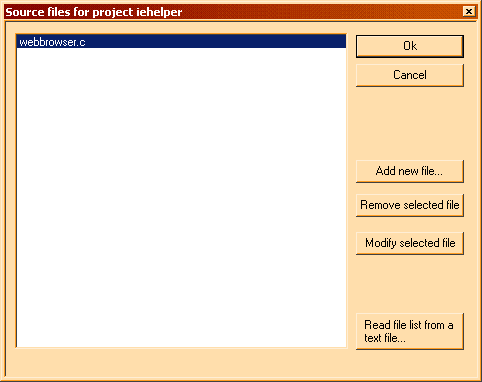 Source files for project iehelper
webbrowser.c
Ok
Cancel
Add new file...
Remove selected file
Modify selected file
Read file list from a
text file...